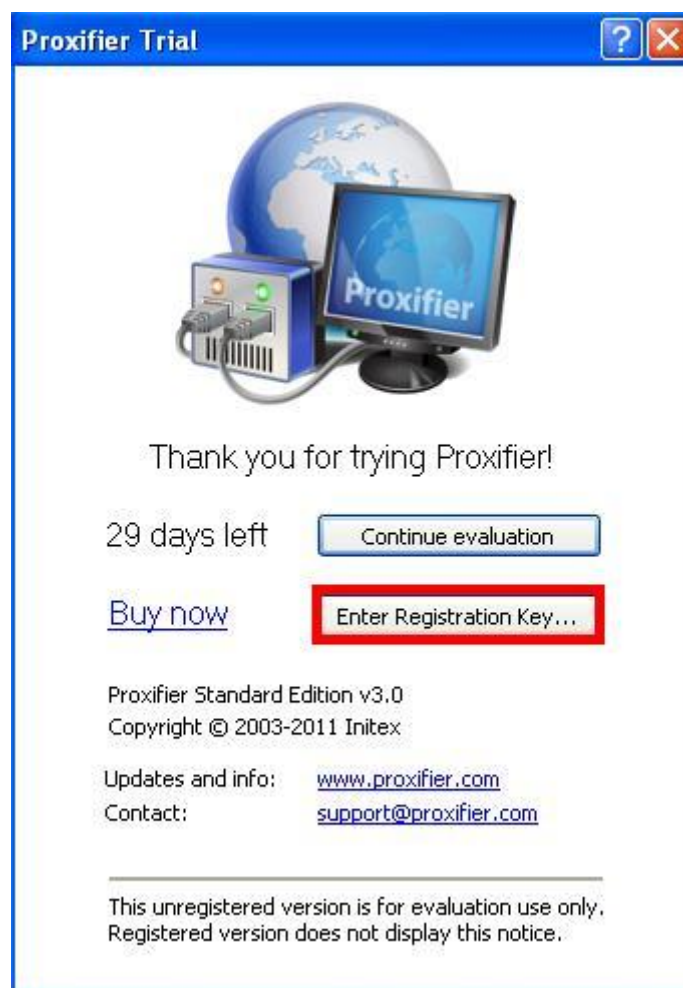 Proxifier Trial
Proxifier
Thank you for trying Proxifier!
29 days left
Continue evaluation
Buy now
Enter Registration Key...
Proxifier Standard Edition v3.0
Copyright © 2003-2011 Initex
Updates and info: www.proxifier.com
Contact: support@proxifier.com
This unregistered version is for evaluation use only.
Registered version does not display this notice.